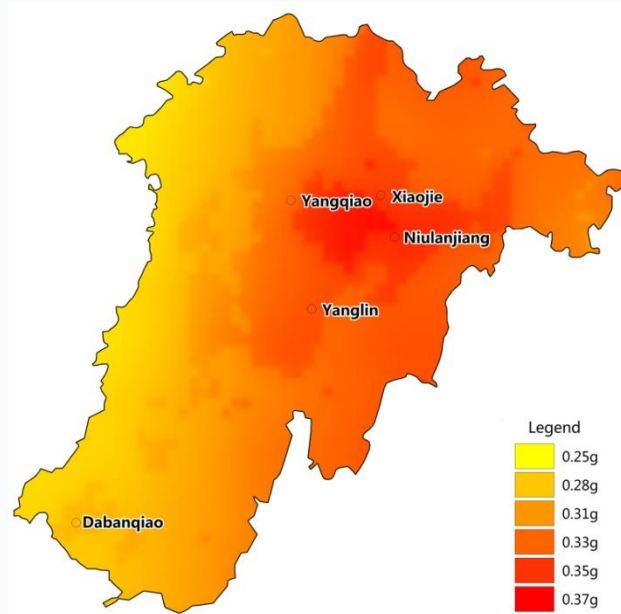 Yangqiao
Xiaojie
Niulanjiang
Yanglin
Dabanqiao
Legend
0.25g
0.28g
0.31g
0.33g
0.35g
0.37g